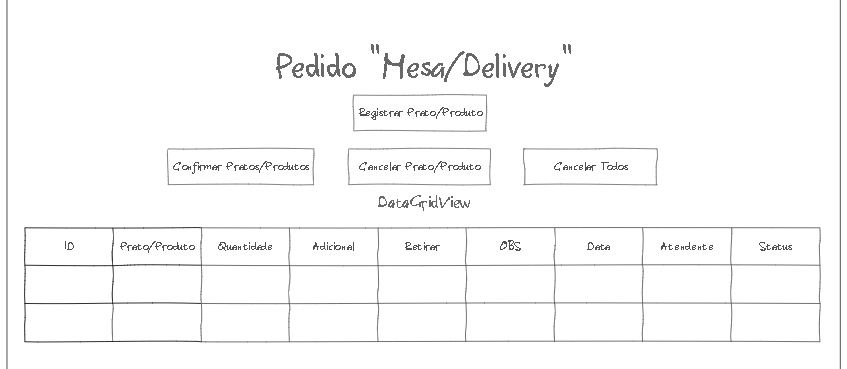 Pedido "Mesa/Delivery"
Registrar Prato/Produto
Confirmar Pratos/Produtos Cancelar Prato/Produto Cancelar Todos
DataGridView
ID Prato/Produto Quantidade Adicional Retirar OBS Data Atendente Status